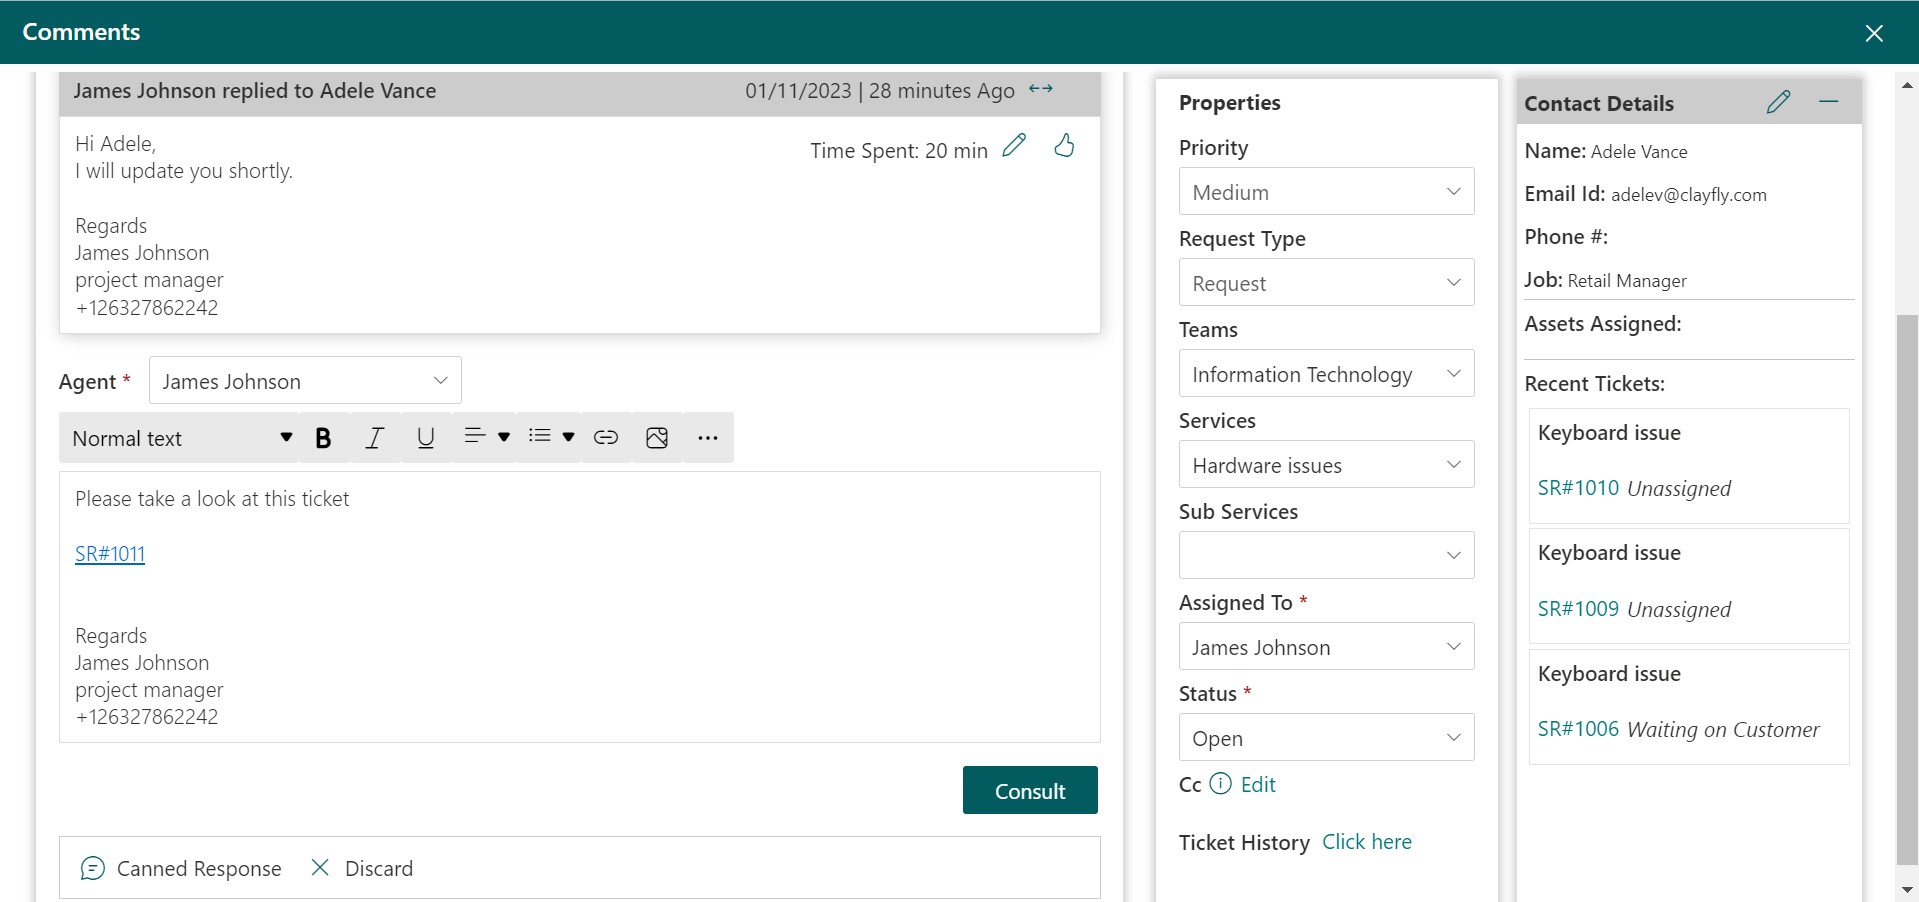 Comments
James Johnson replied to Adele Vance
01/11/2023 | 28 minutes Ago
Hi Adele,
Time Spent: 20 min
I will update you shortly.
Regards
James Johnson
project manager
+126327862242
Agent *
James Johnson
Normal text
B I U
Please take a look at this ticket
SR#1011
Regards
James Johnson
project manager
+126327862242
Consult
Canned Response
Discard
Properties
Priority
Medium
Request Type
Request
Teams
Information Technology
Services
Hardware issues
Sub Services
Assigned To *
James Johnson
Status *
Open
Cc Edit
Ticket History Click here
Contact Details
Name: Adele Vance
Email Id: adelev@clayfly.com
Phone #:
Job: Retail Manager
Assets Assigned:
Recent Tickets:
Keyboard issue
SR#1010 Unassigned
Keyboard issue
SR#1009 Unassigned
Keyboard issue
SR#1006 Waiting on Customer